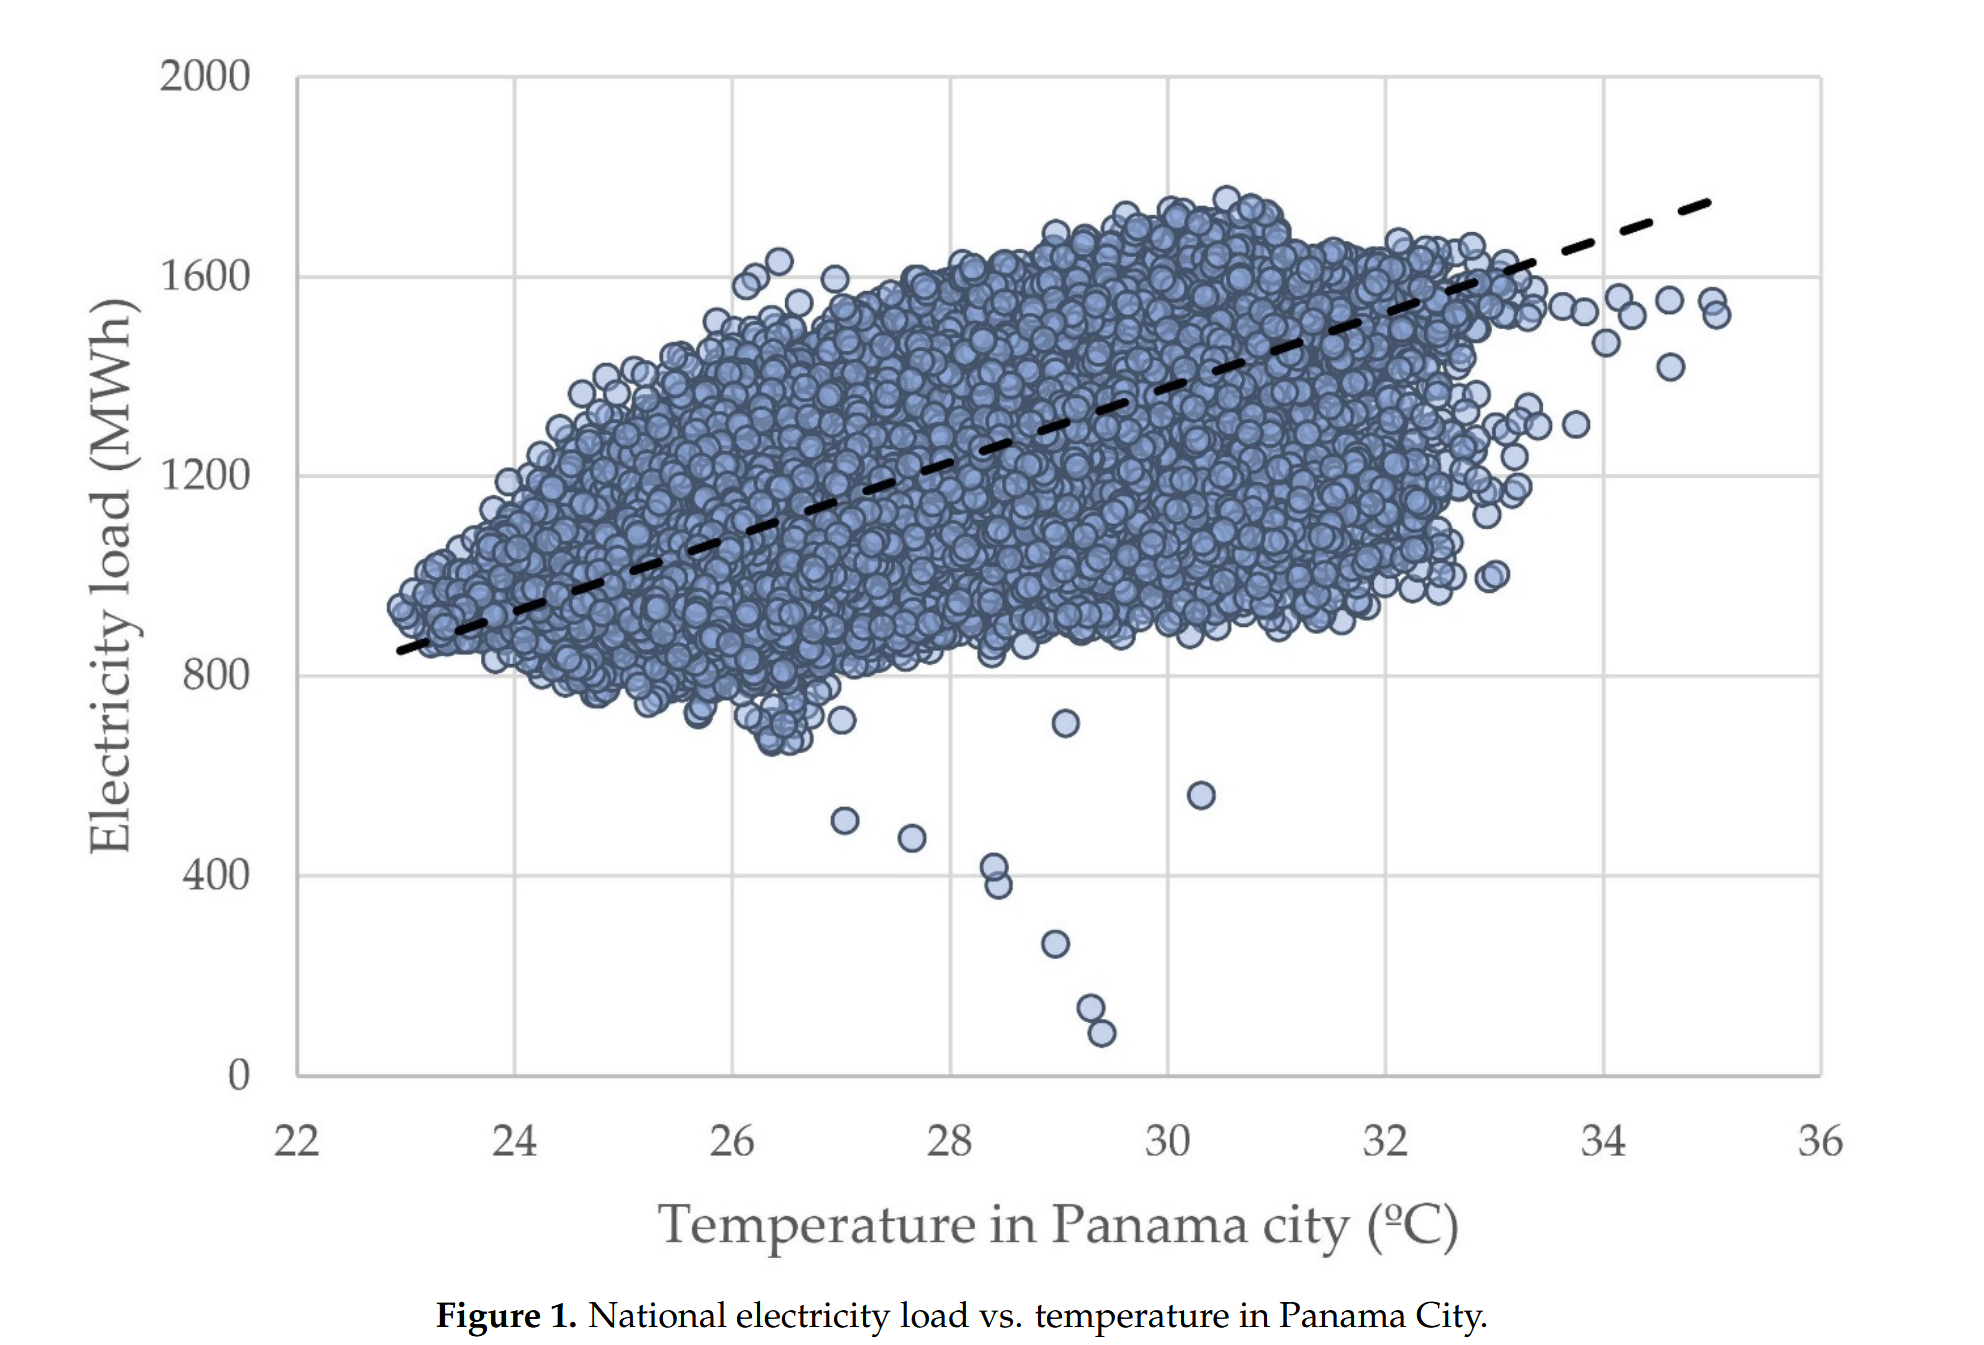 2000
1600
1200
800
400
0
Electricity load (MWh)
22 24 26 28 30 32 34 36
Temperature in Panama city (ºC)
Figure 1. National electricity load vs. temperature in Panama City.